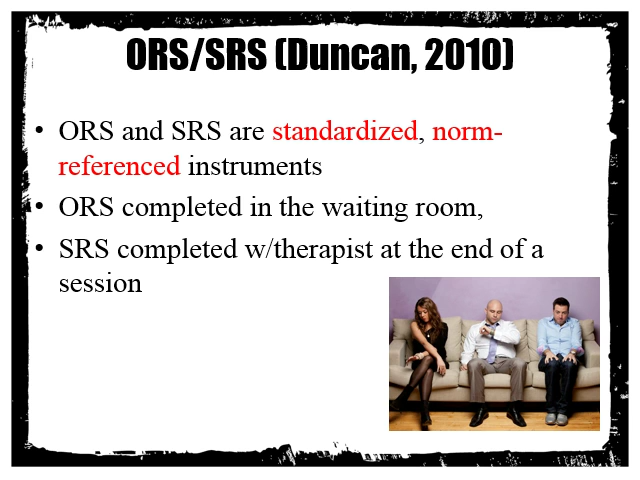 ORS/SRS (Duncan, 2010)
• ORS and SRS are standardized, norm-
referenced instruments
• ORS completed in the waiting room,
• SRS completed w/therapist at the end of a
session